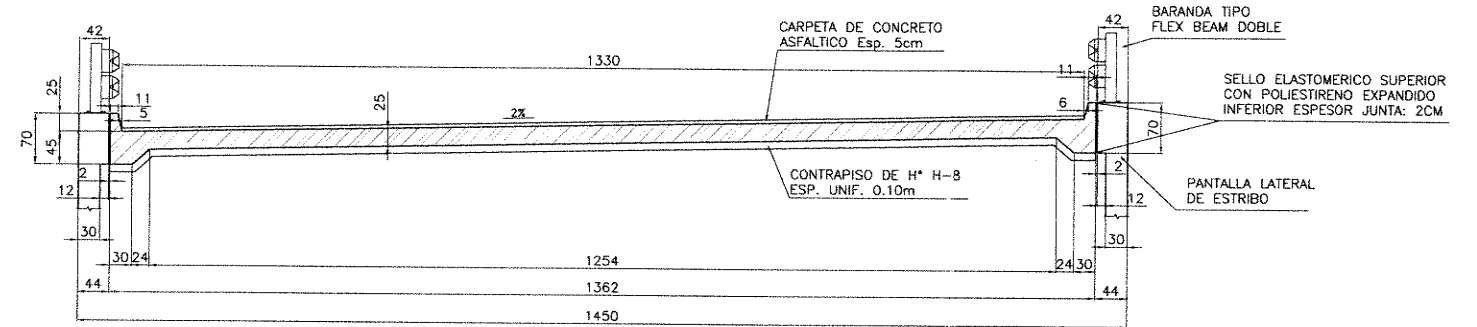 42
CARPETA DE CONCRETO
ASFALTICO Esp. 5cm
42
BARANDA TIPO
FLEX BEAM DOBLE
1330
11
SELLO ELASTOMERICO SUPERIOR
CON POLIESTIRENO EXPANDIDO
INFERIOR ESPESOR JUNTA: 2CM
25
11
5
25
2%
6
70
45
70
2
12
CONTRAPISO DE H° H-8
ESP. UNIF. 0.10m
2
12
PANTALLA LATERAL
DE ESTRIBO
30
30
30
24
1254
24
30
44
1362
44
1450